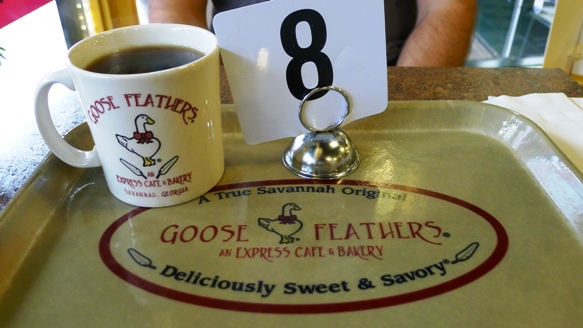 8
GOOSE FEATHERS®
AN
EXPRESS CAFE & BAKERY
SAVANNAH, GEORGIA
A True Savannah Original
GOOSE FEATHERS®
AN EXPRESS CAFE & BAKERY
Deliciously Sweet & Savory®